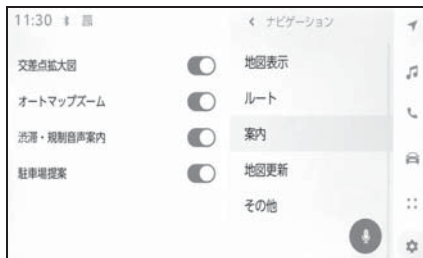 11:30
交差点拡大図
オートマップズーム
渋滞・規制音声案内
駐車場提案
ナビゲーション
地図表示
ルート
案内
地図更新
その他